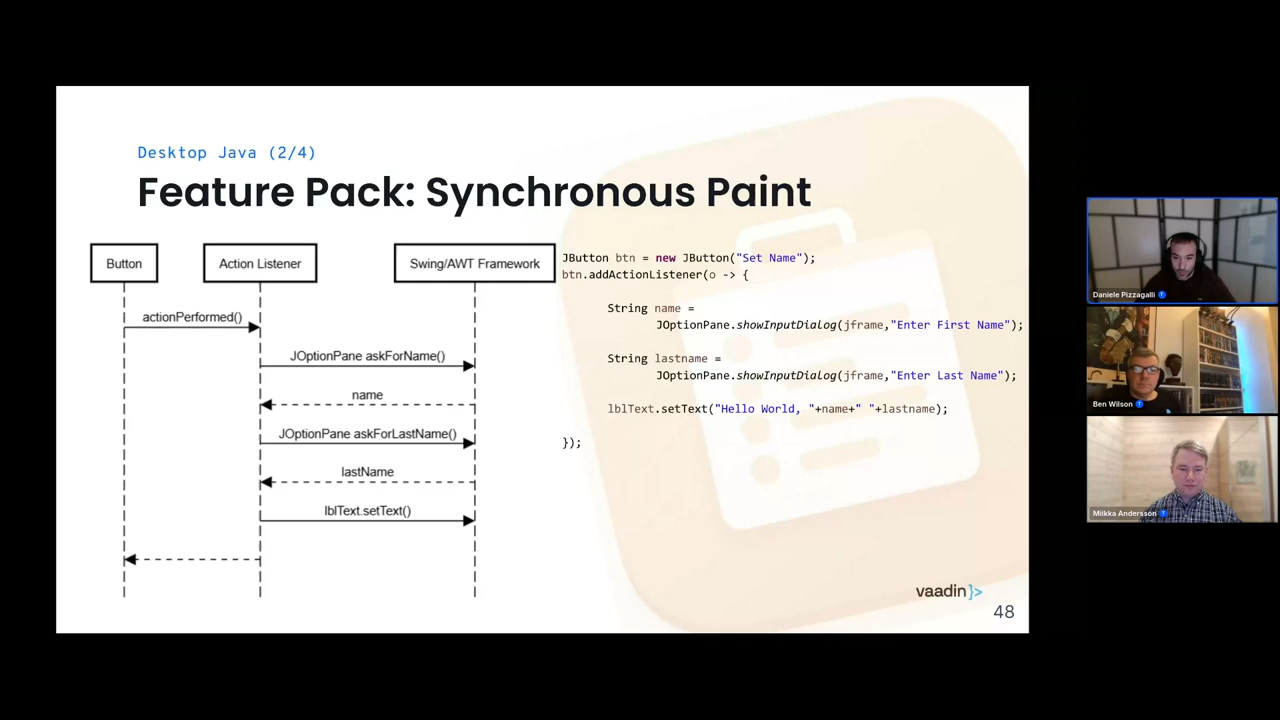 Desktop Java (2/4)
Feature Pack: Synchronous Paint
Button
Action Listener
Swing/AWT Framework
actionPerformed()
JOptionPane askForName()
name
JOptionPane askForLastName()
lastName
lblText.setText()
JButton btn = new JButton("Set Name");
btn.addActionListener(o -> {
String name =
JOptionPane.showInputDialog(jframe,"Enter First Name");
String lastname =
JOptionPane.showInputDialog(jframe,"Enter Last Name");
lblText.setText("Hello World, "+name+" "+lastname);
});
vaadin}>
48
Daniele Pizzagalli
Ben Wilson
Miikka Andersson